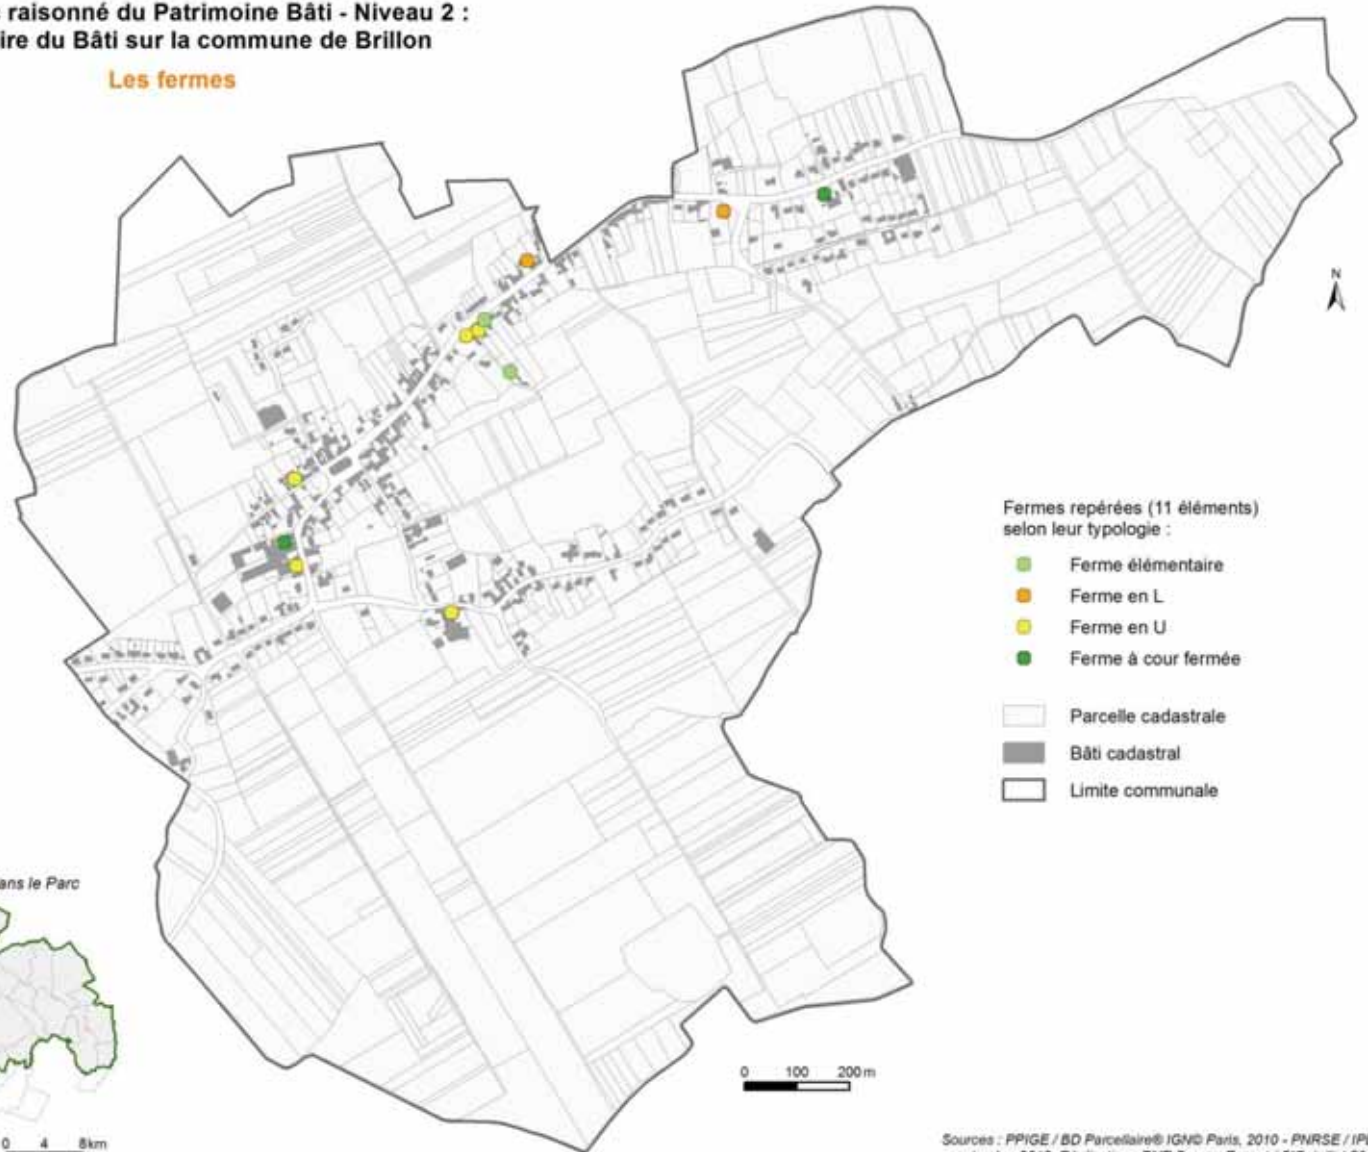 raisonné du Patrimoine Bâti - Niveau 2 :
ire du Bâti sur la commune de Brillon
Les fermes
N
Fermes repérées (11 éléments)
selon leur typologie :
Ferme élémentaire
Ferme en L
Ferme en U
Ferme à cour fermée
Parcelle cadastrale
Bâti cadastral
Limite communale
ans le Parc
0 100 200 m
0 4 8km
Sources : PPIGE / BD Parcellaire® IGN© Paris, 2010 - PNRSE /